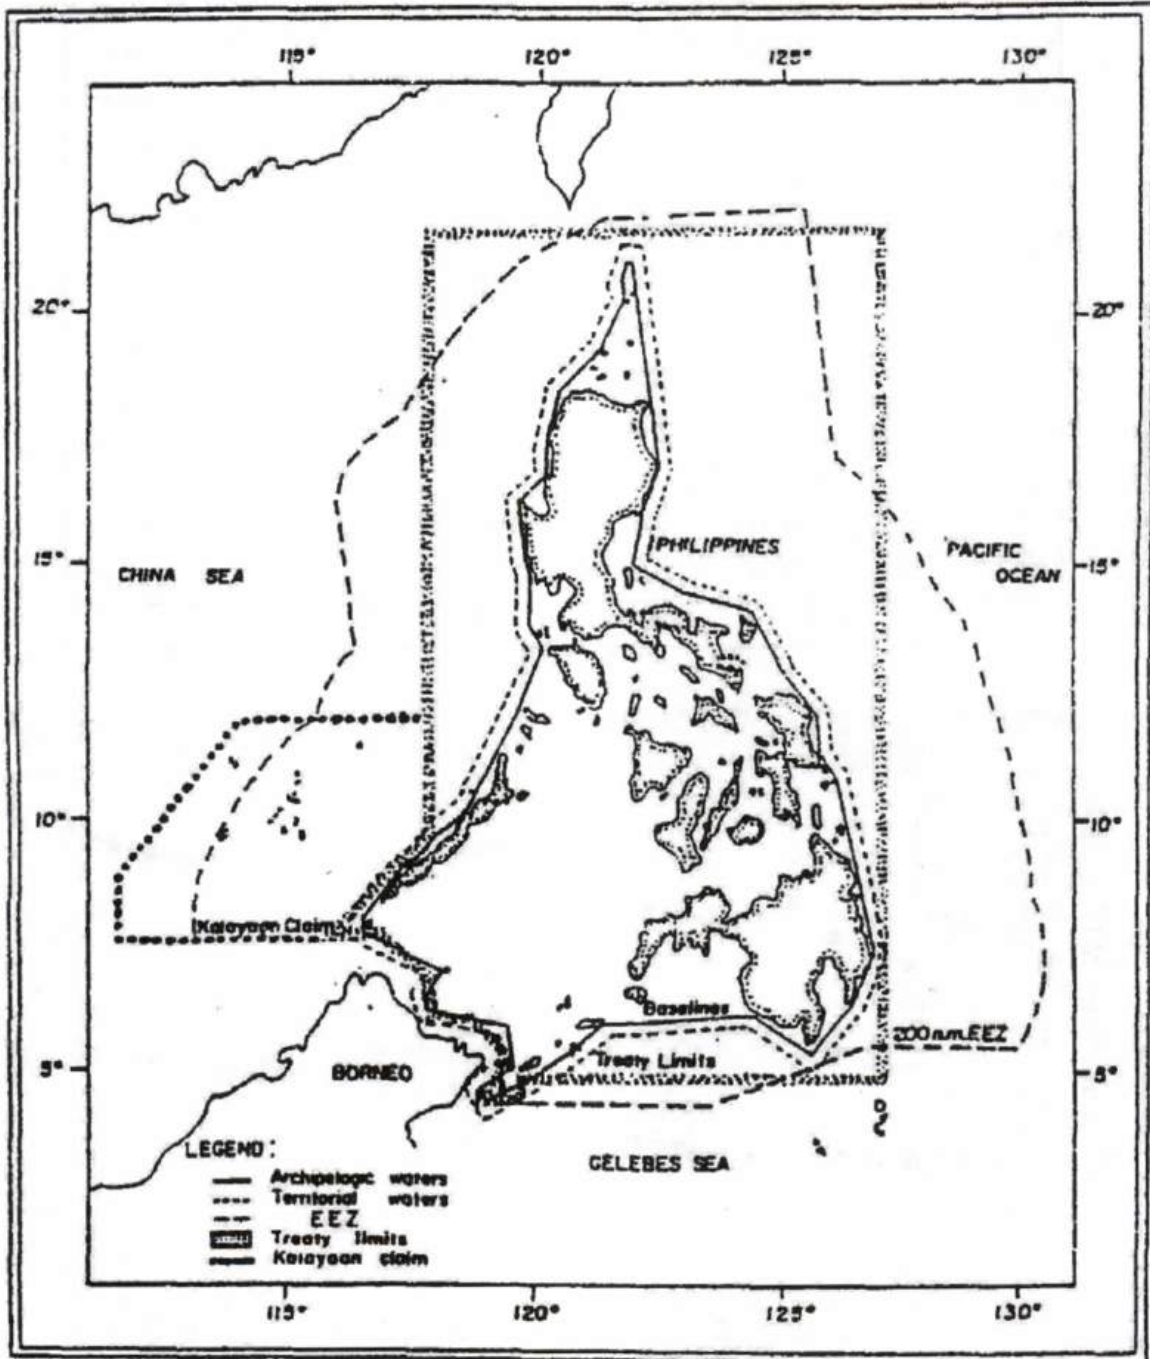 115° 120° 125° 130°
20° 20°
PHILIPPINES
PACIFIC
OCEAN
CHINA SEA
15° 15°
10° 10°
Kalayaan Claim
Baselines
200 n.m. EEZ
Treaty Limits
5° BORNEO 5°
CELEBES SEA
LEGEND:
Archipelagic waters
Territorial waters
EEZ
Treaty limits
Kalayaan claim
115° 120° 125° 130°